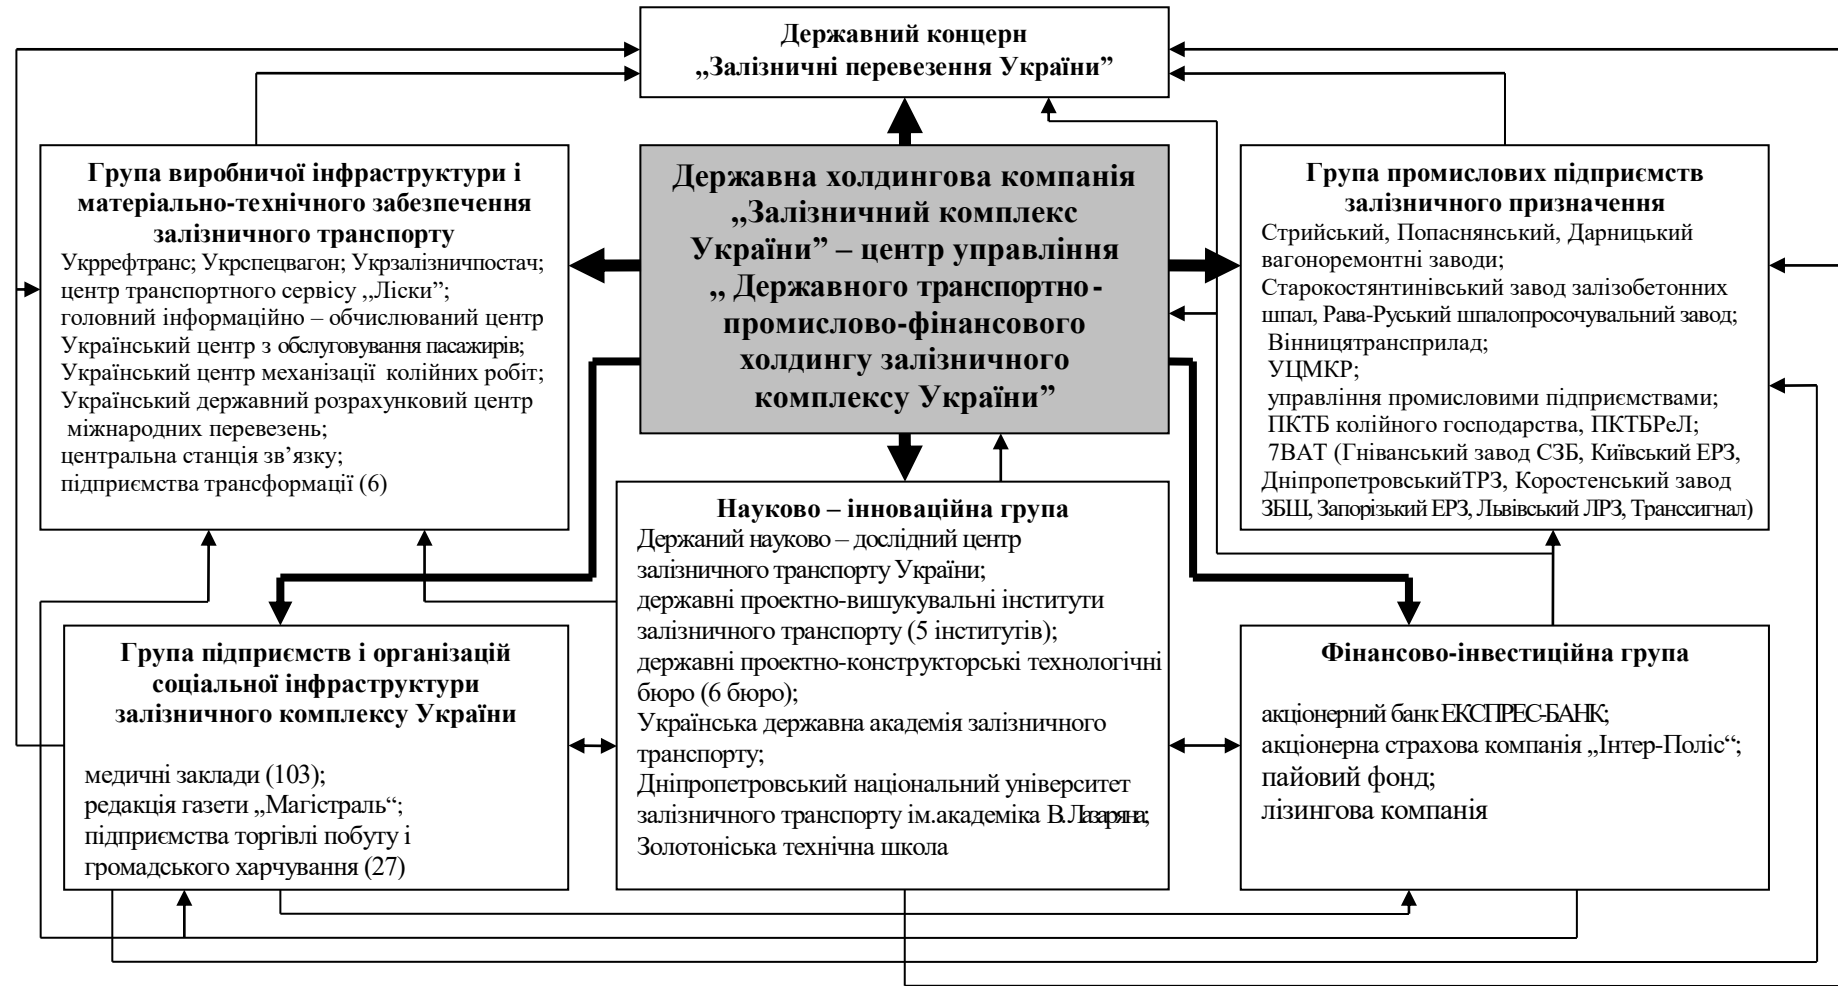 Державний концерн
„Залізничні перевезення України”
Група виробничої інфраструктури і
матеріально-технічного забезпечення
залізничного транспорту
Укррефтранс; Укрспецвагон; Укрзалізничпостач;
центр транспортного сервісу „Ліски”;
головний інформаційно – обчислюваний центр
Український центр з обслуговування пасажирів;
Український центр механізації колійних робіт;
Український державний розрахунковий центр
міжнародних перевезень;
центральна станція зв’язку;
підприємства трансформації (6)
Державна холдингова компанія
„Залізничний комплекс
України” – центр управління
„ Державного транспортно-
промислово-фінансового
холдингу залізничного
комплексу України”
Група промислових підприємств
залізничного призначення
Стрийський, Попаснянський, Дарницький
вагоноремонтні заводи;
Старокостянтинівський завод залізобетонних
шпал, Рава-Руський шпалопросочувальний завод;
Вінницятрансприлад;
УЦМКР;
управління промисловими підприємствами;
ПКТБ колійного господарства, ПКТБРеЛ;
7ВАТ (Гніванський завод СЗБ, Київський ЕРЗ,
ДніпропетровськийТРЗ, Коростенський завод
ЗБШ, Запорізький ЕРЗ, Львівський ЛРЗ, Транссигнал)
Група підприємств і організацій
соціальної інфраструктури
залізничного комплексу України
медичні заклади (103);
редакція газети „Магістраль“;
підприємства торгівлі побуту і
громадського харчування (27)
Науково – інноваційна група
Держаний науково – дослідний центр
залізничного транспорту України;
державні проектно-вишукувальні інститути
залізничного транспорту (5 інститутів);
державні проектно-конструкторські технологічні
бюро (6 бюро);
Українська державна академія залізничного
транспорту;
Дніпропетровський національний університет
залізничного транспорту ім.академіка В.Лазаряна;
Золотоніська технічна школа
Фінансово-інвестиційна група
акціонерний банк ЕКСПРЕС-БАНК;
акціонерна страхова компанія „Інтер-Поліс“;
пайовий фонд;
лізингова компанія